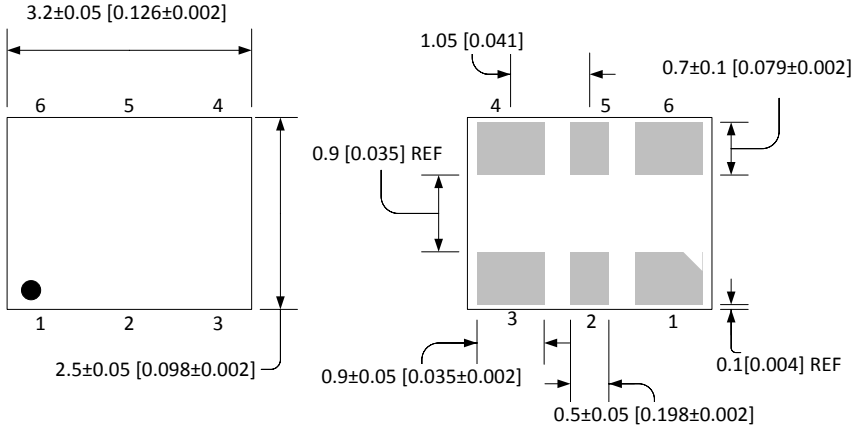 3.2±0.05 [0.126±0.002]
1.05 [0.041]
0.7±0.1 [0.079±0.002]
6 5 4
4 5 6
0.9 [0.035] REF
1 2 3
3 2 1
2.5±0.05 [0.098±0.002]
0.9±0.05 [0.035±0.002]
0.1[0.004] REF
0.5±0.05 [0.198±0.002]